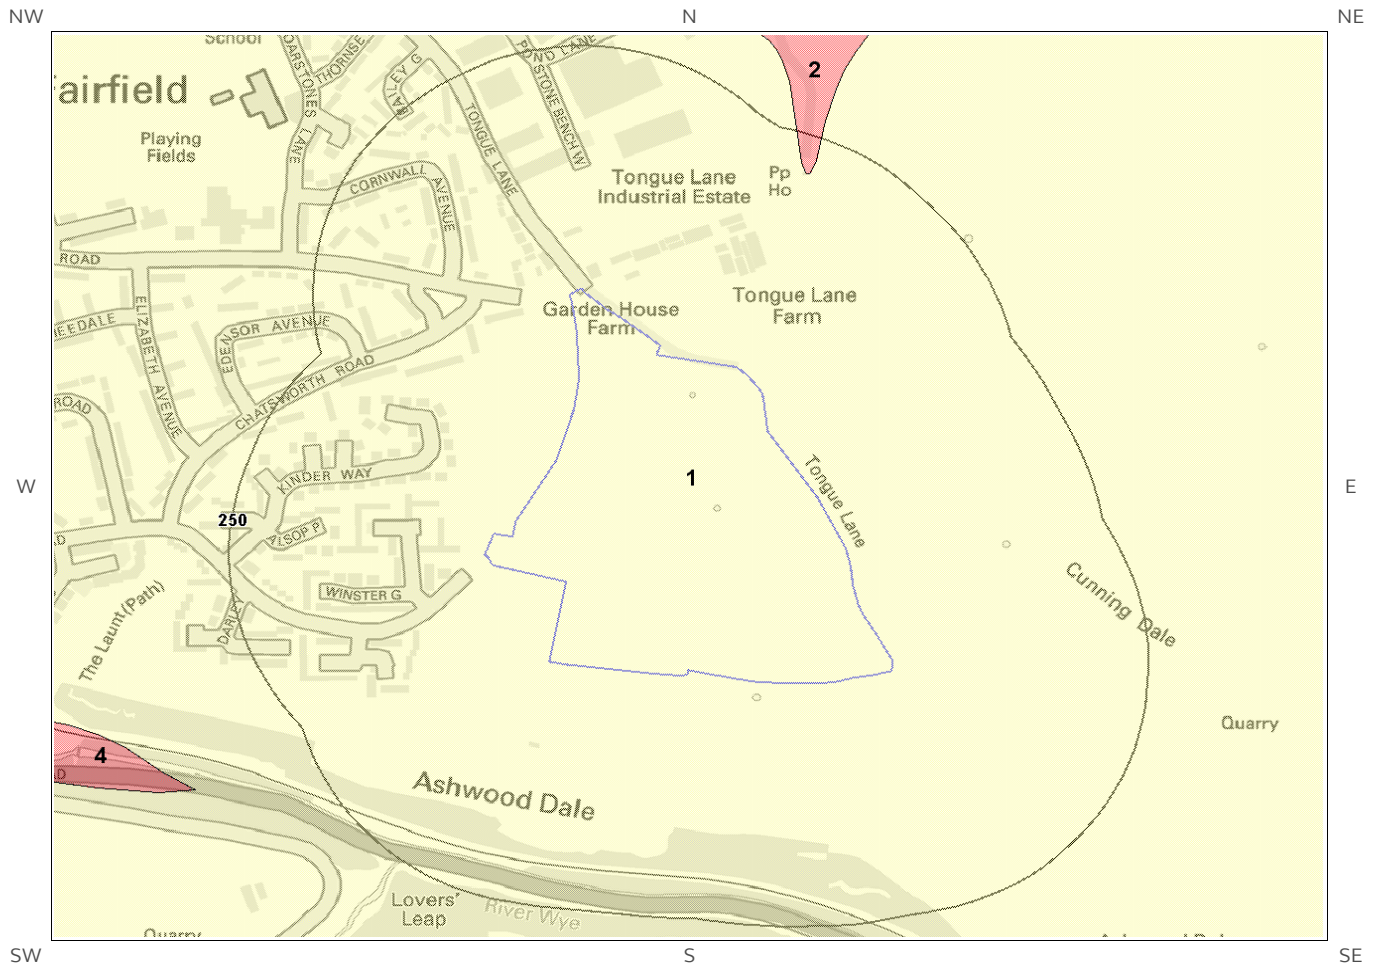 NW
N
NE
School
DARSTONES LANE
THORNSE
BAILEY G
POND LANE
STONE BENCH W
2
airfield
Playing
Fields
TONGUE LANE
CORNWALL AVENUE
Tongue Lane
Industrial Estate
Pp
Ho
ROAD
ELIZABETH AVENUE
EEDALE
EDENSOR AVENUE
Garden House
Farm
Tongue Lane
Farm
CHATSWORTH ROAD
ROAD
KINDER WAY
1
Tongue Lane
W
E
250
ALSOP P
D
WINSTER G
DARLEY
The Launt (Path)
Cunning Dale
Quarry
4
D
Ashwood Dale
Lovers'
Leap
River Wye
Quarry
SW
S
SE